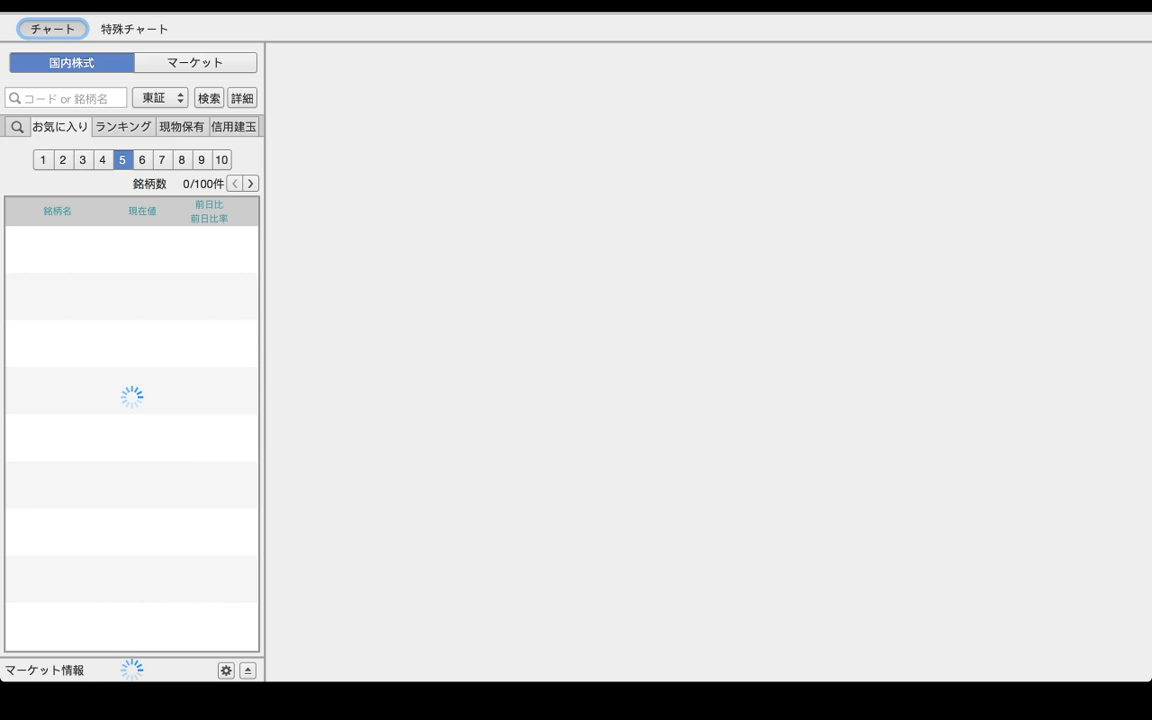 チャート 特殊チャート
国内株式 マーケット
コード or 銘柄名 東証 検索 詳細
お気に入り ランキング 現物保有 信用建玉
1 2 3 4 5 6 7 8 9 10
銘柄数 0/100件
銘柄名 現在値 前日比
前日比率
マーケット情報